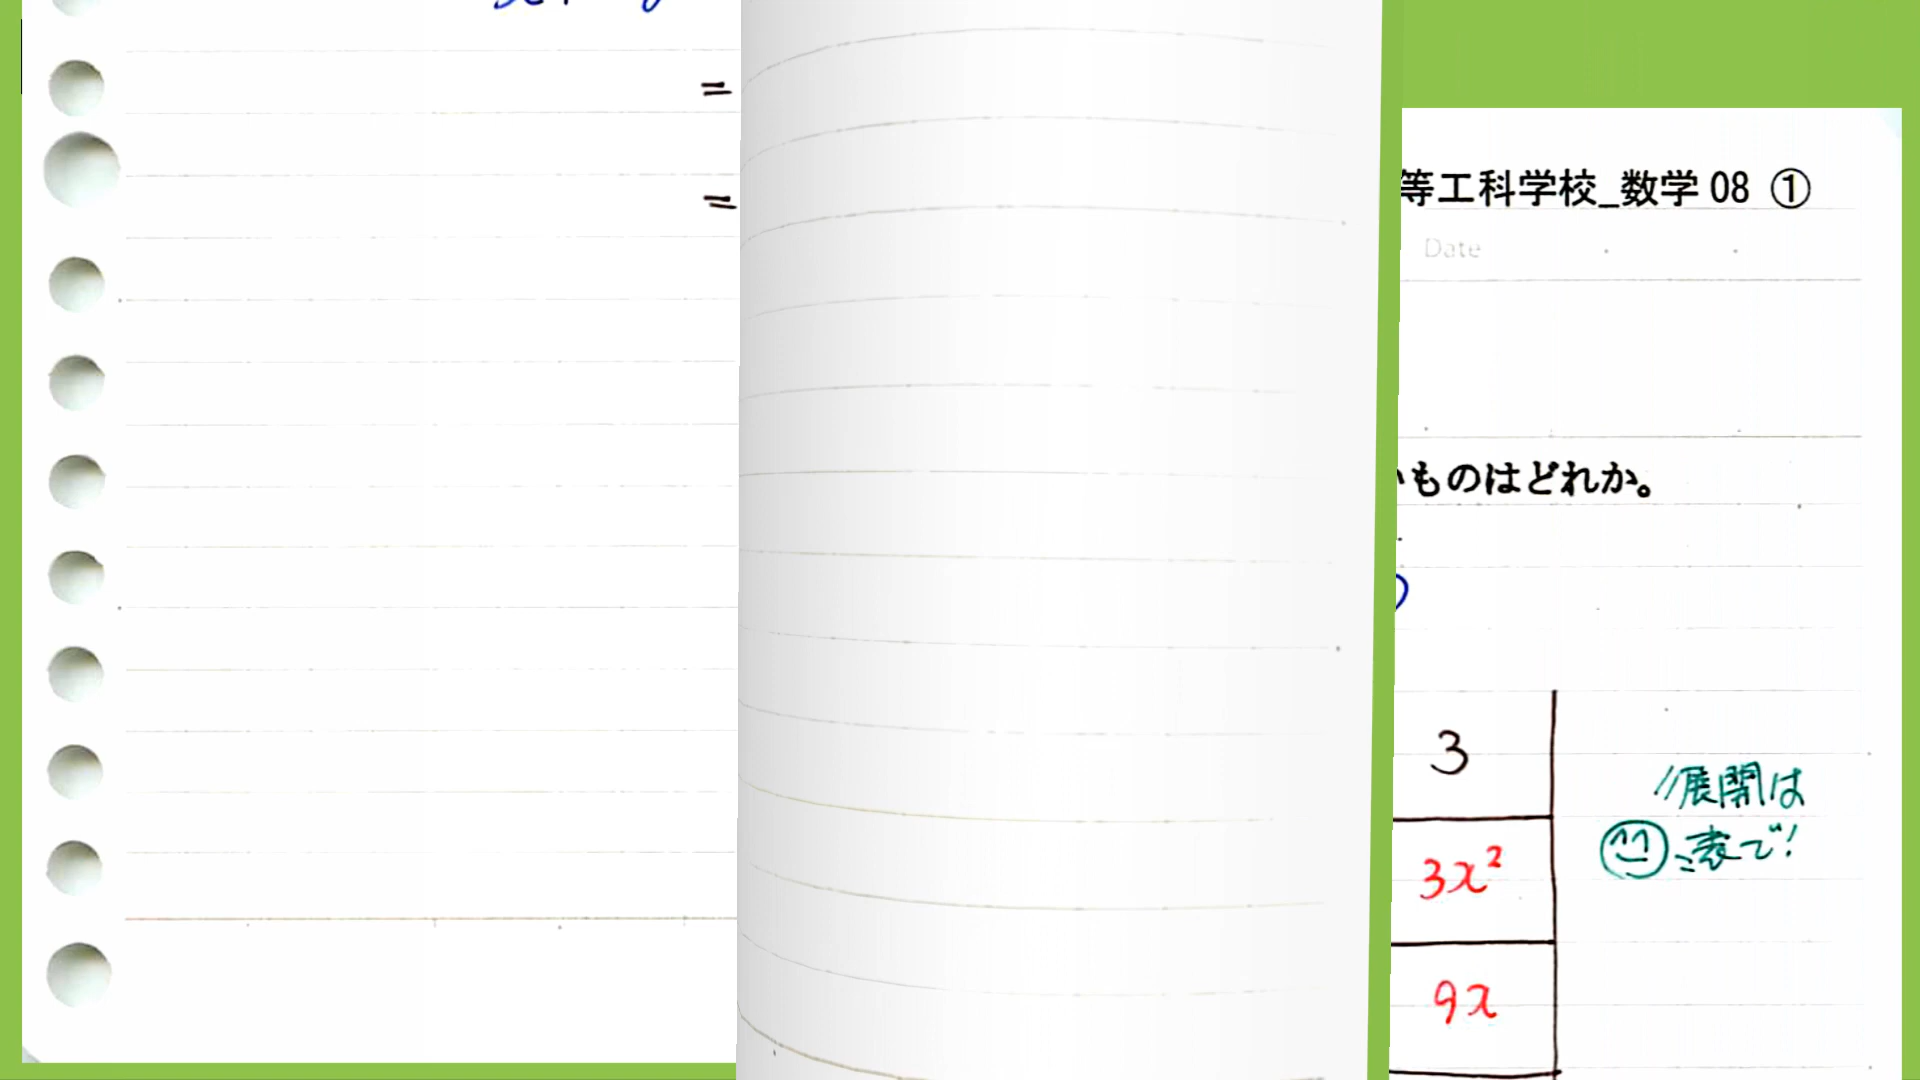 =
=
等工科学校_数学 08 ①
Date
ものはどれか。
3
展開は
表で!
3x²
9x